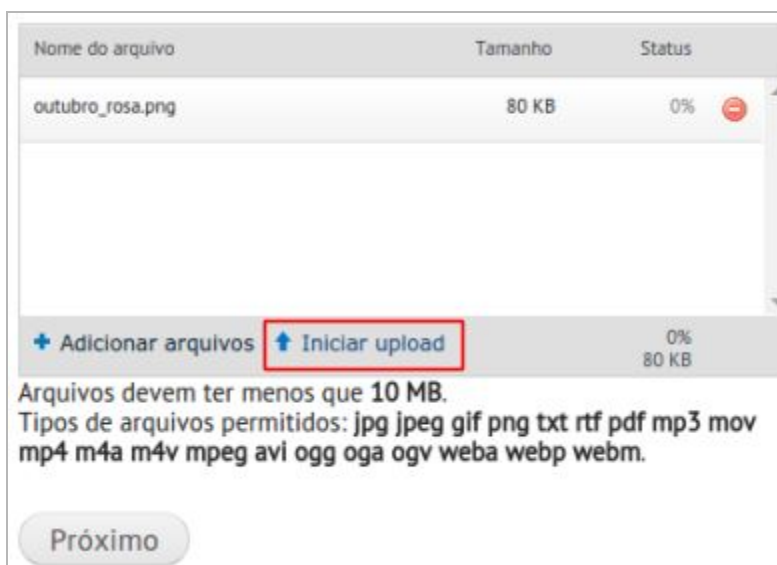 Nome do arquivo Tamanho Status
outubro_rosa.png 80 KB 0%
Adicionar arquivos Iniciar upload 0%
80 KB
Arquivos devem ter menos que 10 MB.
Tipos de arquivos permitidos: jpg jpeg gif png txt rtf pdf mp3 mov
mp4 m4a m4v mpeg avi ogg oga ogv weba webp webm.
Próximo